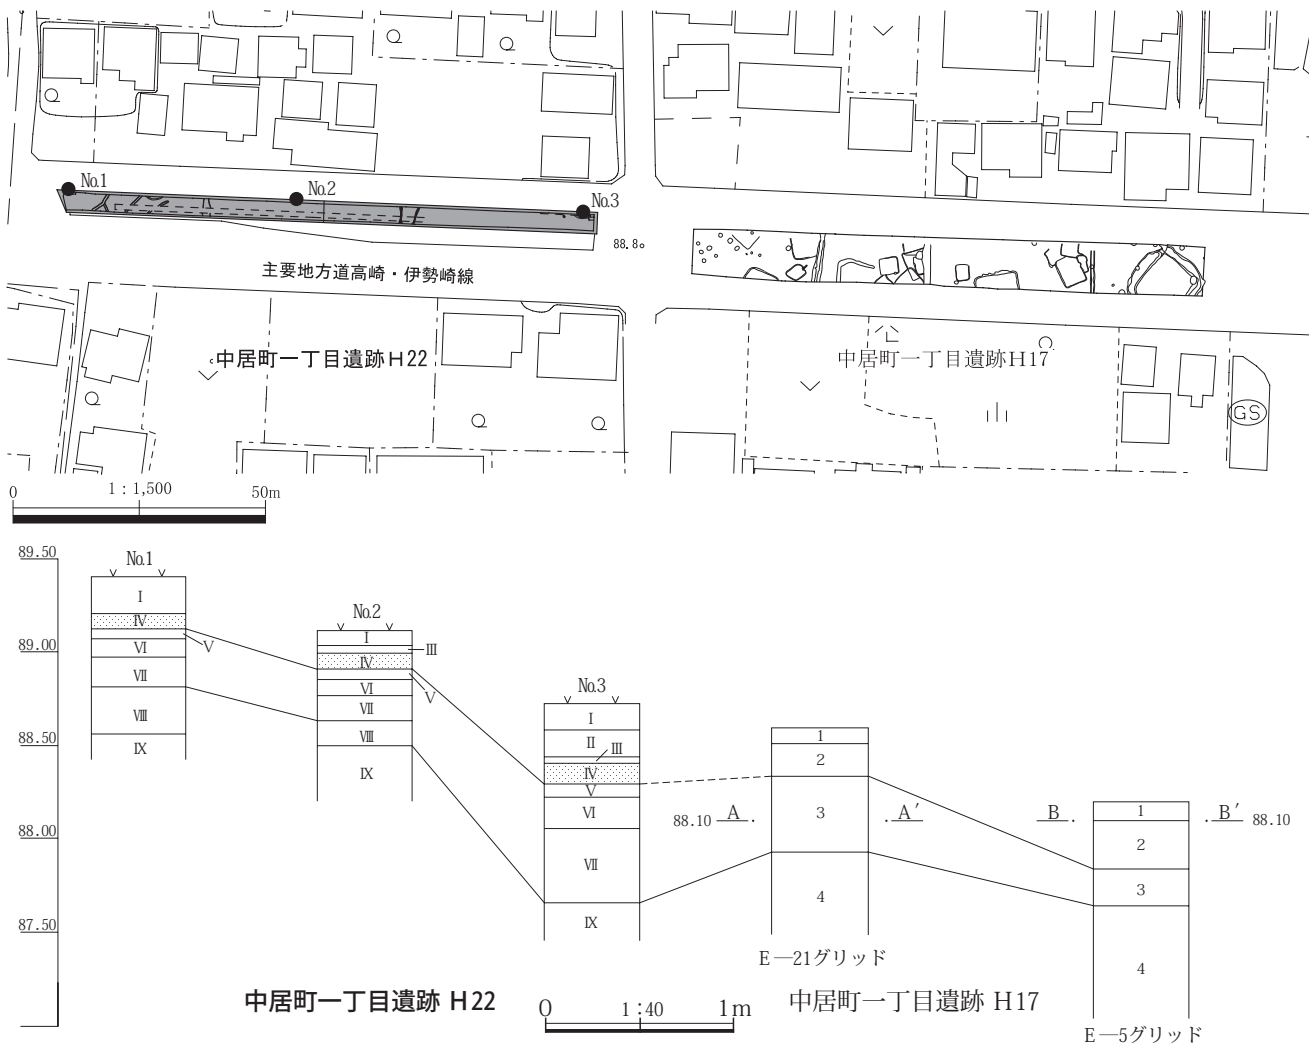 No.1
No.2
No.3
88.8
主要地方道高崎・伊勢崎線
中居町一丁目遺跡H22
中居町一丁目遺跡H17
GS
0 1：1,500 50m
89.50
89.00
88.50
88.00
87.50
No.1
Ⅰ
Ⅳ
Ⅴ
Ⅵ
Ⅶ
Ⅷ
Ⅸ
No.2
Ⅰ
Ⅲ
Ⅳ
Ⅴ
Ⅵ
Ⅶ
Ⅷ
Ⅸ
No.3
Ⅰ
Ⅱ
Ⅲ
Ⅳ
Ⅴ
Ⅵ
Ⅶ
Ⅸ
88.10 A A′
1
2
3
4
E―21グリッド
B B′ 88.10
1
2
3
4
E―5グリッド
中居町一丁目遺跡 H22
0 1：40 1m
中居町一丁目遺跡 H17